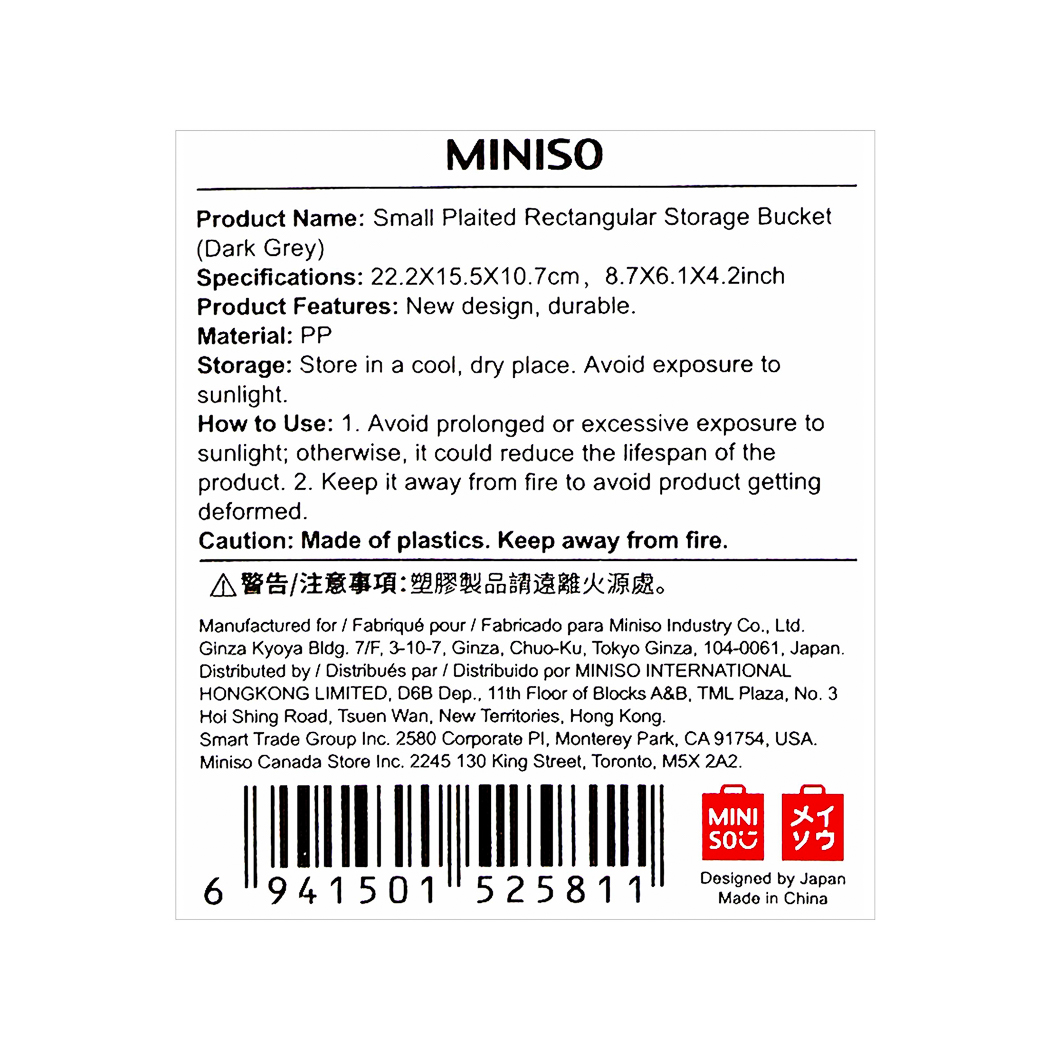 MINISO
Product Name: Small Plaited Rectangular Storage Bucket
(Dark Grey)
Specifications: 22.2X15.5X10.7cm, 8.7X6.1X4.2inch
Product Features: New design, durable.
Material: PP
Storage: Store in a cool, dry place. Avoid exposure to
sunlight.
How to Use: 1. Avoid prolonged or excessive exposure to
sunlight; otherwise, it could reduce the lifespan of the
product. 2. Keep it away from fire to avoid product getting
deformed.
Caution: Made of plastics. Keep away from fire.
⚠警告/注意事項:塑膠製品請遠離火源處。
Manufactured for / Fabriqué pour / Fabricado para Miniso Industry Co., Ltd.
Ginza Kyoya Bldg. 7/F, 3-10-7, Ginza, Chuo-Ku, Tokyo Ginza, 104-0061, Japan.
Distributed by / Distribués par / Distribuido por MINISO INTERNATIONAL
HONGKONG LIMITED, D6B Dep., 11th Floor of Blocks A&B, TML Plaza, No. 3
Hoi Shing Road, Tsuen Wan, New Territories, Hong Kong.
Smart Trade Group Inc. 2580 Corporate Pl, Monterey Park, CA 91754, USA.
Miniso Canada Store Inc. 2245 130 King Street, Toronto, M5X 2A2.
MINI
SO
メイ
ソウ
6 941501 525811
Designed by Japan
Made in China